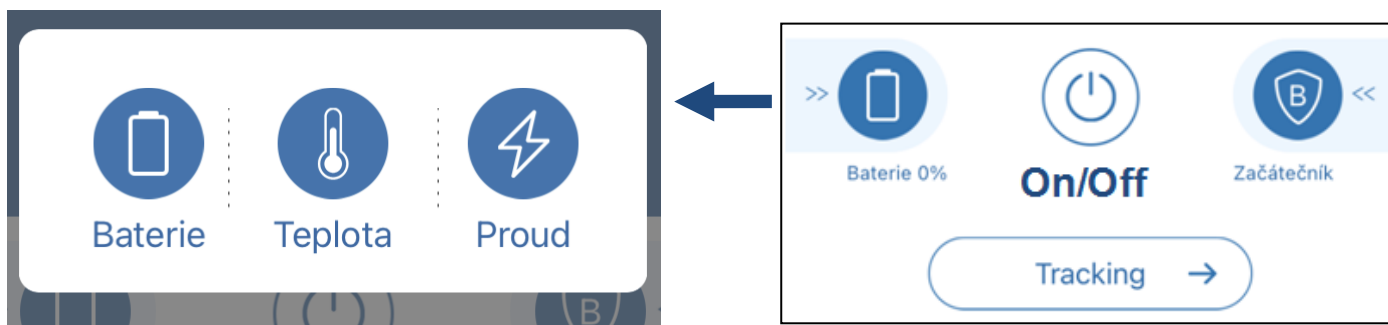 Baterie Teplota Proud
B
>> B <<
Baterie 0% On/Off Začátečník
Tracking →